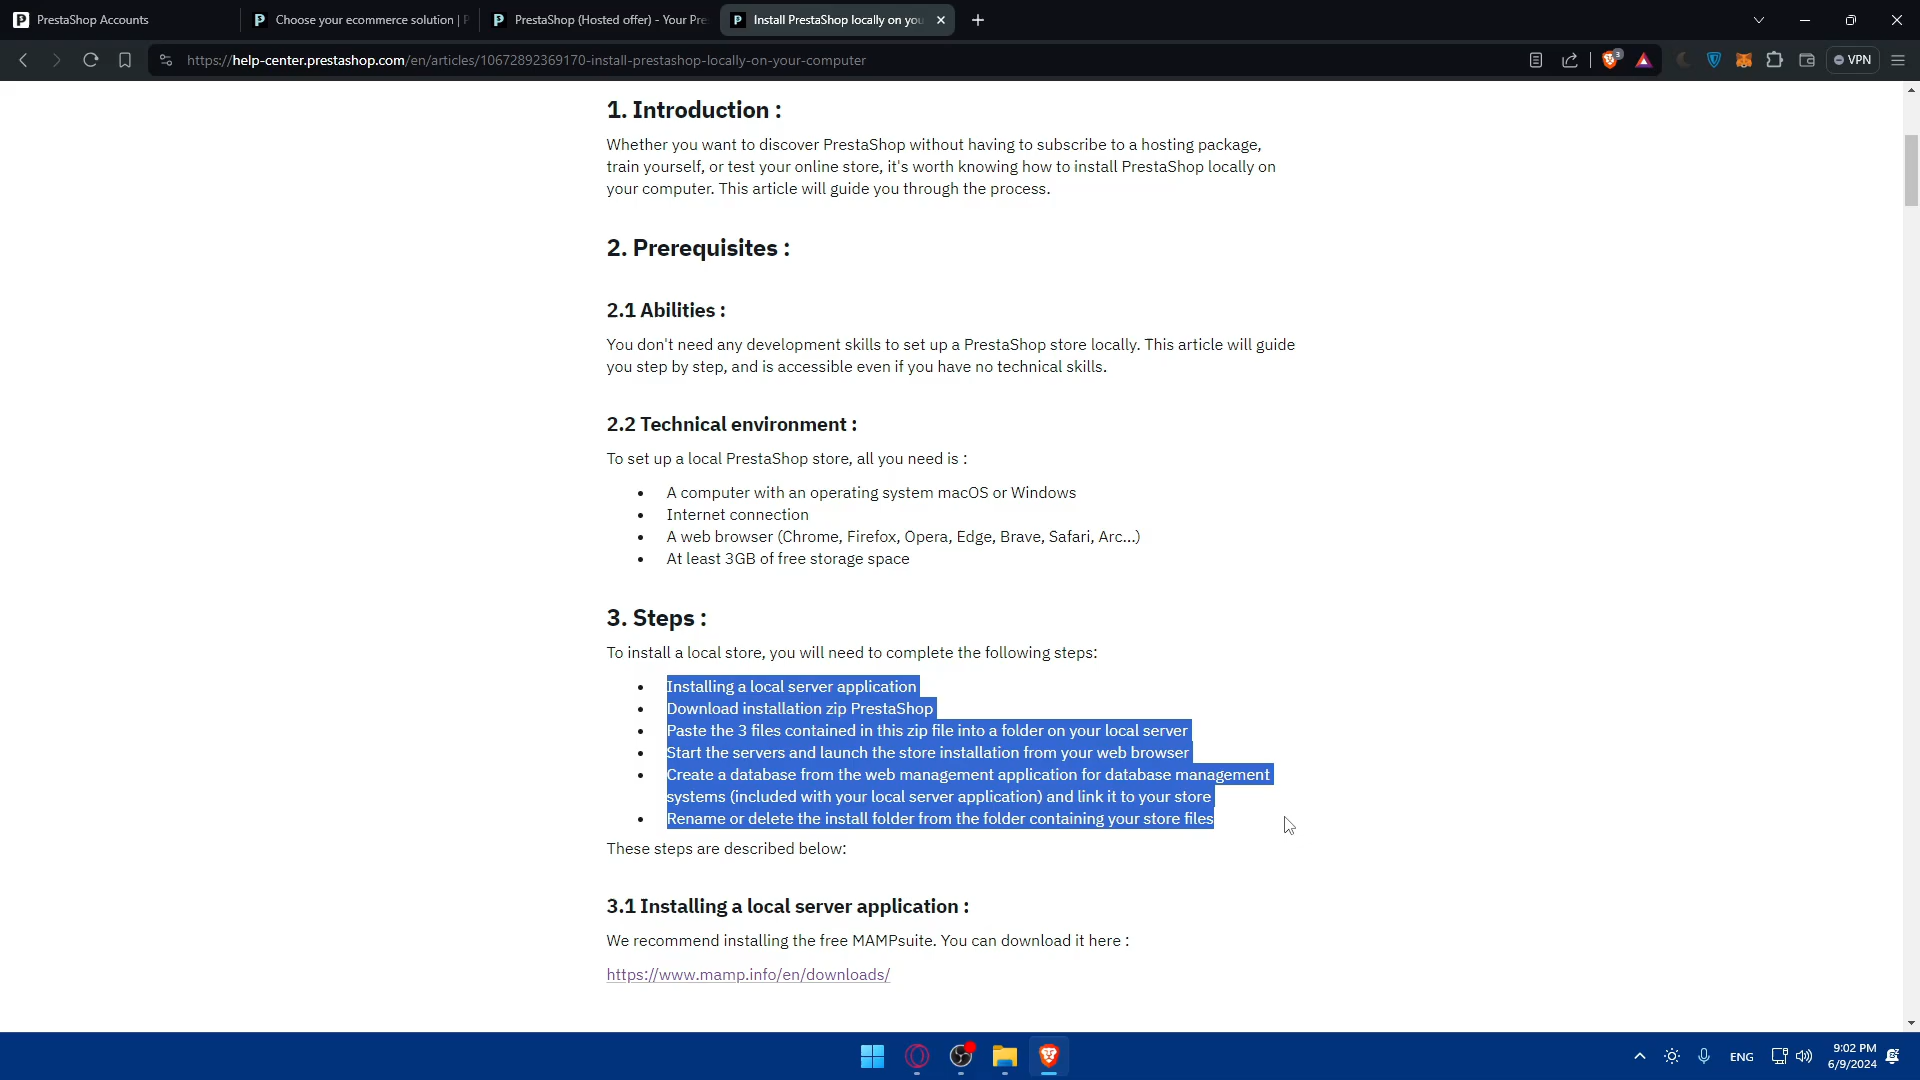 PrestaShop Accounts
Choose your ecommerce solution | P
PrestaShop (Hosted offer) - Your Pre
Install PrestaShop locally on you
https://help-center.prestashop.com/en/articles/10672892369170-install-prestashop-locally-on-your-computer
3
VPN
1. Introduction :
Whether you want to discover PrestaShop without having to subscribe to a hosting package,
train yourself, or test your online store, it's worth knowing how to install PrestaShop locally on
your computer. This article will guide you through the process.
2. Prerequisites :
2.1 Abilities :
You don't need any development skills to set up a PrestaShop store locally. This article will guide
you step by step, and is accessible even if you have no technical skills.
2.2 Technical environment :
To set up a local PrestaShop store, all you need is :
• A computer with an operating system macOS or Windows
• Internet connection
• A web browser (Chrome, Firefox, Opera, Edge, Brave, Safari, Arc...)
• At least 3GB of free storage space
3. Steps :
To install a local store, you will need to complete the following steps:
• Installing a local server application
• Download installation zip PrestaShop
• Paste the 3 files contained in this zip file into a folder on your local server
• Start the servers and launch the store installation from your web browser
• Create a database from the web management application for database management
systems (included with your local server application) and link it to your store
• Rename or delete the install folder from the folder containing your store files
These steps are described below:
3.1 Installing a local server application :
We recommend installing the free MAMPsuite. You can download it here :
https://www.mamp.info/en/downloads/
ENG
9:02 PM
6/9/2024